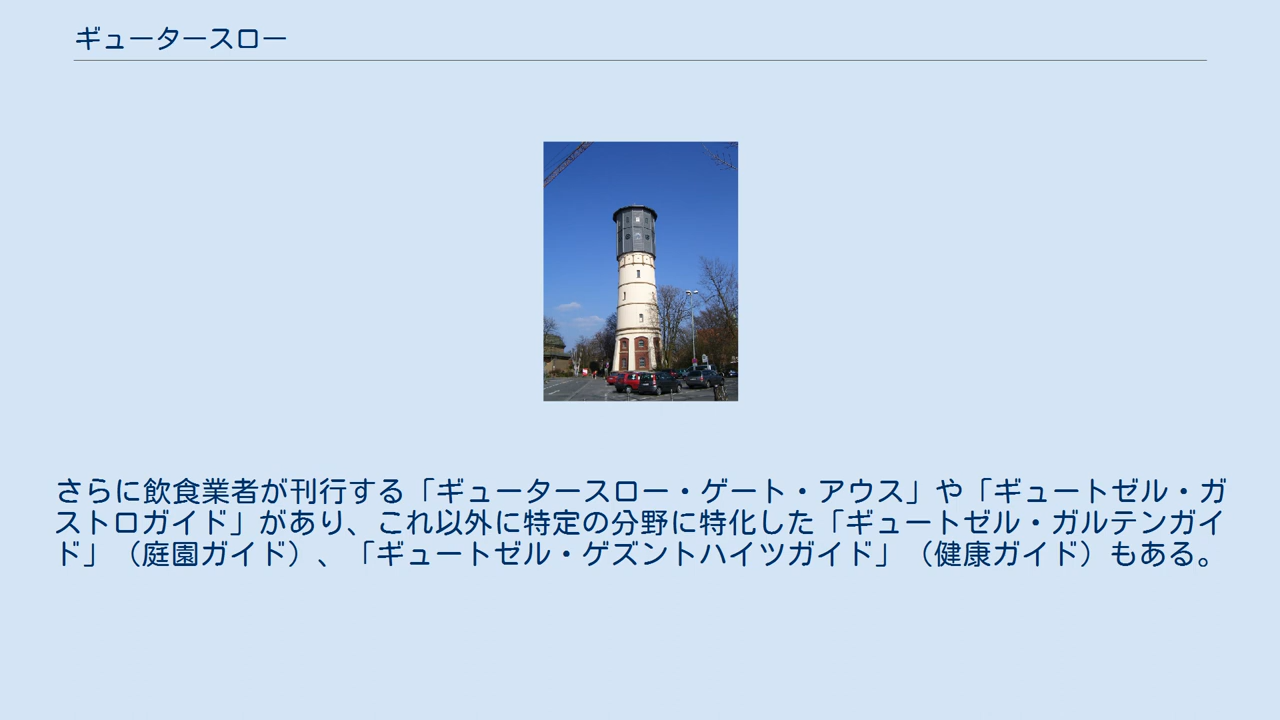 ギュータースロー
さらに飲食業者が刊行する「ギュータースロー・ゲート・アウス」や「ギュートゼル・ガ
ストロガイド」があり、これ以外に特定の分野に特化した「ギュートゼル・ガルテンガイ
ド」（庭園ガイド）、「ギュートゼル・ゲズントハイツガイド」（健康ガイド）もある。